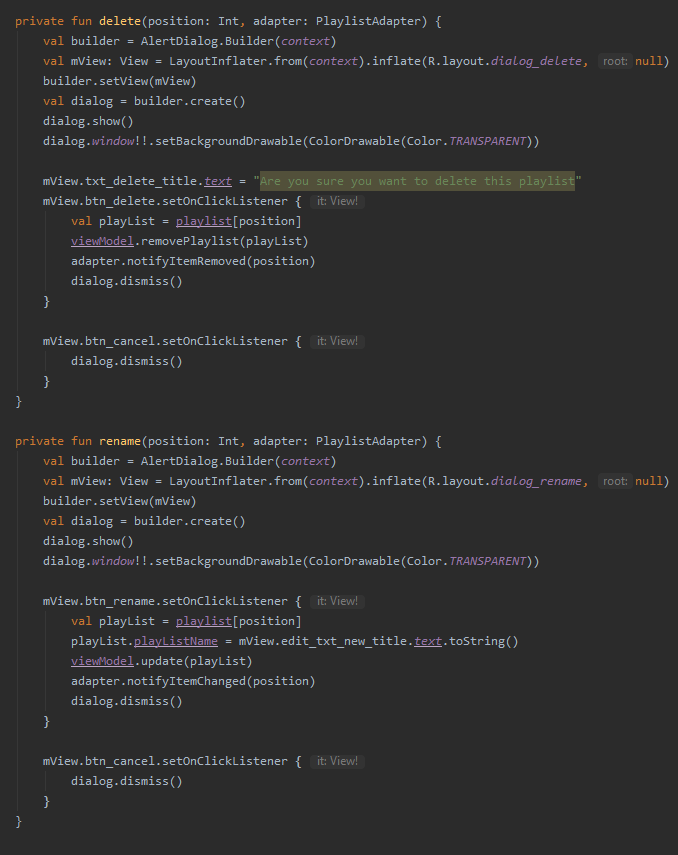 private fun delete(position: Int, adapter: PlaylistAdapter) {
val builder = AlertDialog.Builder(context)
val mView: View = LayoutInflater.from(context).inflate(R.layout.dialog_delete, root: null)
builder.setView(mView)
val dialog = builder.create()
dialog.show()
dialog.window!!.setBackgroundDrawable(ColorDrawable(Color.TRANSPARENT))
mView.txt_delete_title.text = "Are you sure you want to delete this playlist"
mView.btn_delete.setOnClickListener { it: View!
val playList = playlist[position]
viewModel.removePlaylist(playList)
adapter.notifyItemRemoved(position)
dialog.dismiss()
}
mView.btn_cancel.setOnClickListener { it: View!
dialog.dismiss()
}
}
private fun rename(position: Int, adapter: PlaylistAdapter) {
val builder = AlertDialog.Builder(context)
val mView: View = LayoutInflater.from(context).inflate(R.layout.dialog_rename, root: null)
builder.setView(mView)
val dialog = builder.create()
dialog.show()
dialog.window!!.setBackgroundDrawable(ColorDrawable(Color.TRANSPARENT))
mView.btn_rename.setOnClickListener { it: View!
val playList = playlist[position]
playList.playListName = mView.edit_txt_new_title.text.toString()
viewModel.update(playList)
adapter.notifyItemChanged(position)
dialog.dismiss()
}
mView.btn_cancel.setOnClickListener { it: View!
dialog.dismiss()
}
}